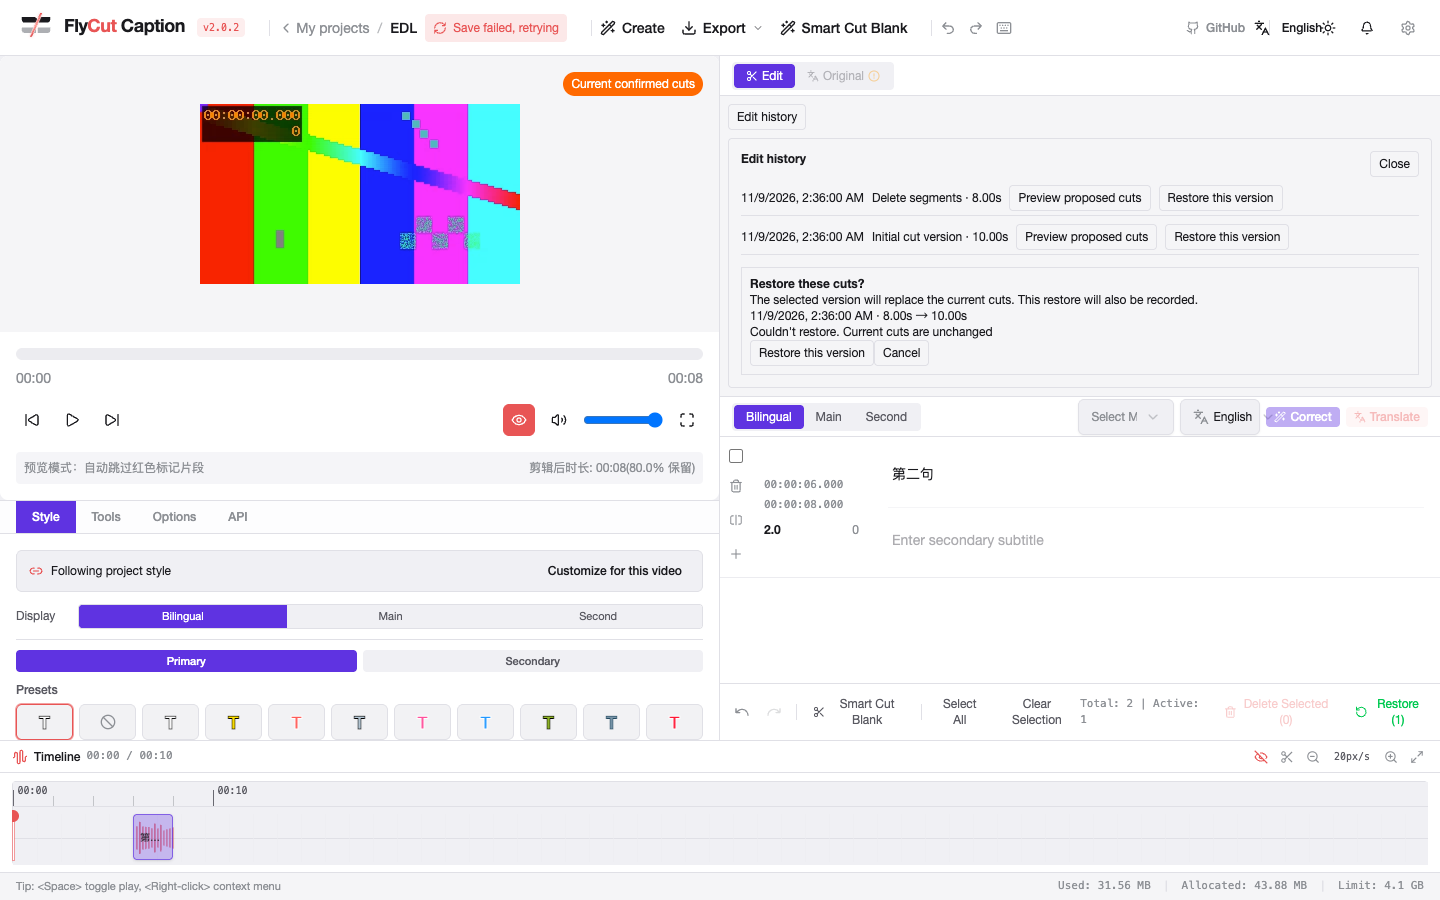 FlyCut Caption v2.0.2 My projects / EDL Save failed, retrying Create Export Smart Cut Blank GitHub English
Current confirmed cuts
00:00:00.000
0
00:00 00:08
预览模式：自动跳过红色标记片段 剪辑后时长: 00:08(80.0% 保留)
Style Tools Options API
Following project style Customize for this video
Display Bilingual Main Second
Primary Secondary
Presets
T T T T T T T T T T
Edit Original
Edit history
Edit history
Close
11/9/2026, 2:36:00 AM Delete segments · 8.00s Preview proposed cuts Restore this version
11/9/2026, 2:36:00 AM Initial cut version · 10.00s Preview proposed cuts Restore this version
Restore these cuts?
The selected version will replace the current cuts. This restore will also be recorded.
11/9/2026, 2:36:00 AM · 8.00s → 10.00s
Couldn't restore. Current cuts are unchanged
Restore this version Cancel
Bilingual Main Second Select M English Correct Translate
第二句
00:00:06.000
00:00:08.000
2.0 0
Enter secondary subtitle
Smart Cut Blank Select All Clear Selection Total: 2 | Active: 1 Delete Selected (0) Restore (1)
Timeline 00:00 / 00:10 20px/s
00:00 00:10
第...
Tip: <Space> toggle play, <Right-click> context menu Used: 31.56 MB Allocated: 43.88 MB Limit: 4.1 GB